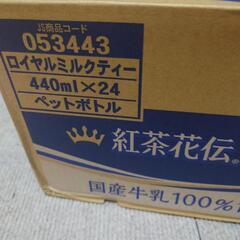 JS商品コード
053443
ロイヤルミルクティー
440ml×24
ペットボトル
紅茶花伝®
国産牛乳100%